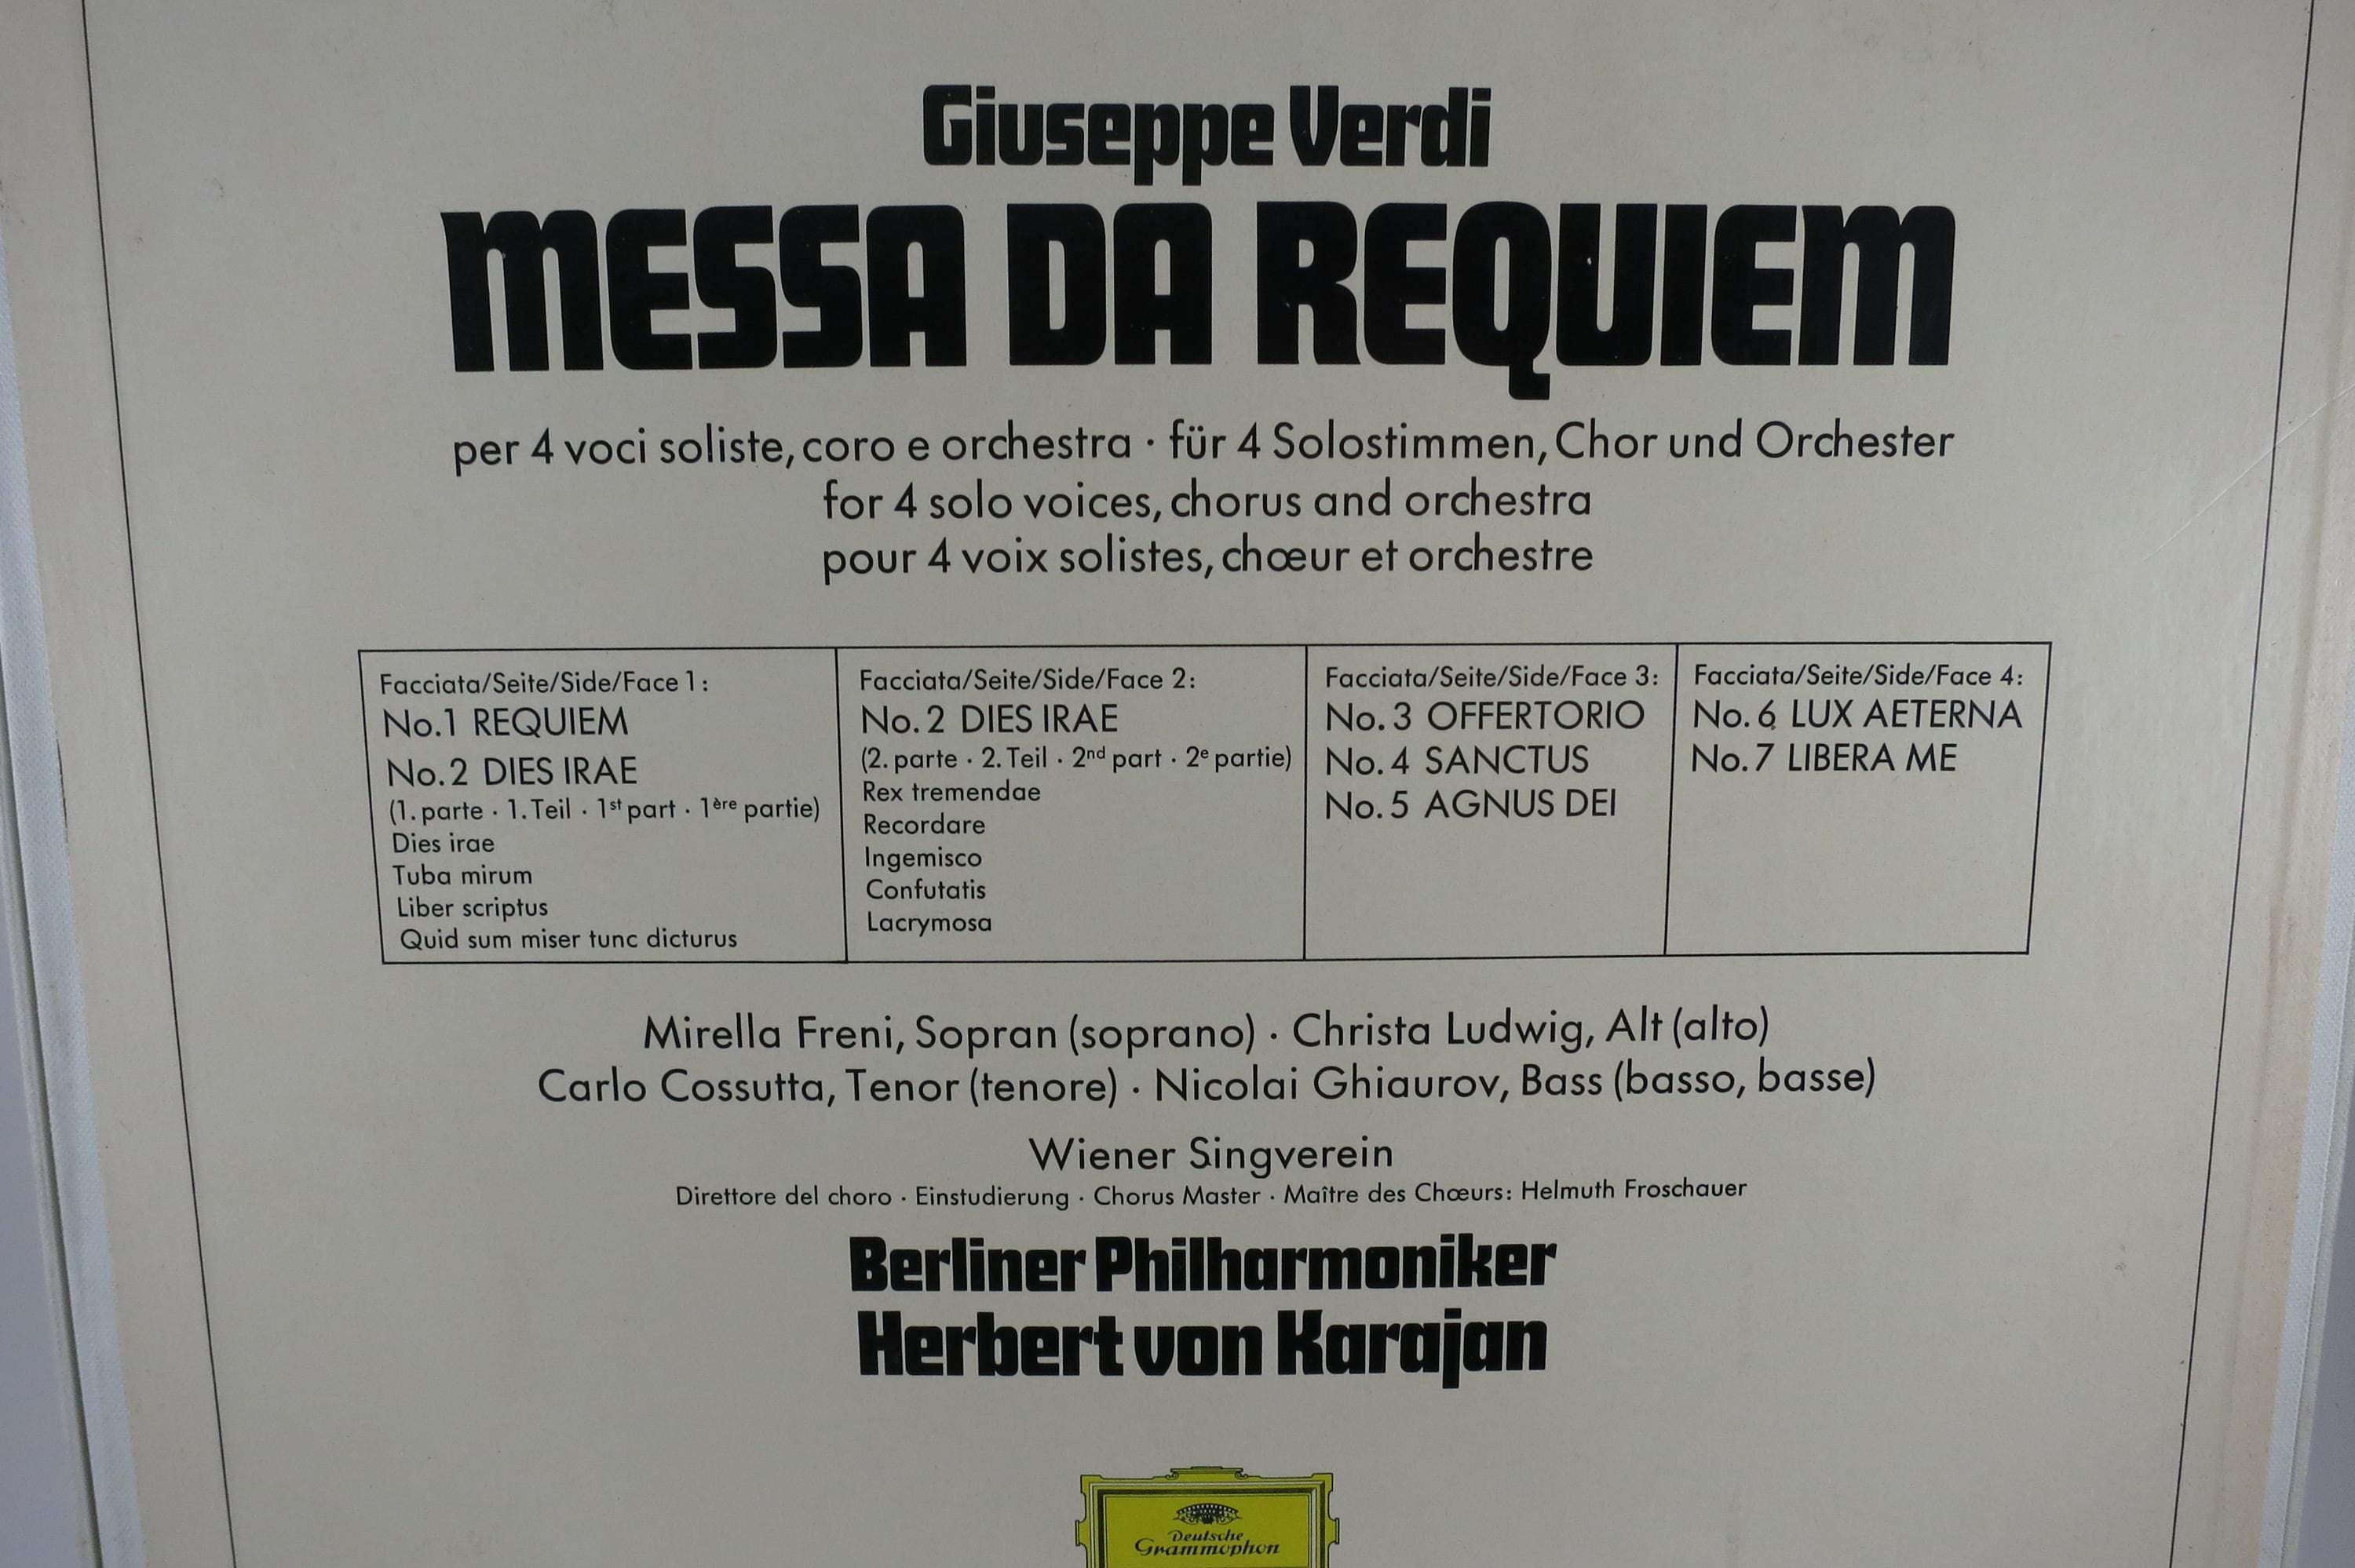 Giuseppe Verdi
MESSA DA REQUIEM
per 4 voci soliste, coro e orchestra · für 4 Solostimmen, Chor und Orchester
for 4 solo voices, chorus and orchestra
pour 4 voix solistes, chœur et orchestre
Facciata/Seite/Side/Face 1:
No.1 REQUIEM
No.2 DIES IRAE
(1. parte · 1. Teil · 1st part · 1ère partie)
Dies irae
Tuba mirum
Liber scriptus
Quid sum miser tunc dicturus
Facciata/Seite/Side/Face 2:
No. 2 DIES IRAE
(2. parte · 2. Teil · 2nd part · 2e partie)
Rex tremendae
Recordare
Ingemisco
Confutatis
Lacrymosa
Facciata/Seite/Side/Face 3:
No. 3 OFFERTORIO
No. 4 SANCTUS
No. 5 AGNUS DEI
Facciata/Seite/Side/Face 4:
No. 6 LUX AETERNA
No. 7 LIBERA ME
Mirella Freni, Sopran (soprano) · Christa Ludwig, Alt (alto)
Carlo Cossutta, Tenor (tenore) · Nicolai Ghiaurov, Bass (basso, basse)
Wiener Singverein
Direttore del choro · Einstudierung · Chorus Master · Maître des Chœurs: Helmuth Froschauer
Berliner Philharmoniker
Herbert von Karajan
Deutsche
Grammophon